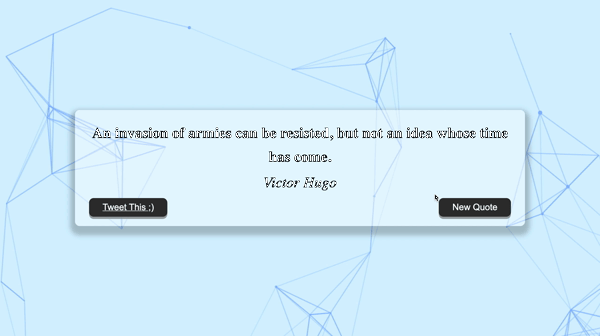 An invasion of armies can be resisted, but not an idea whose time
has come.
Victor Hugo
Tweet This :)
New Quote